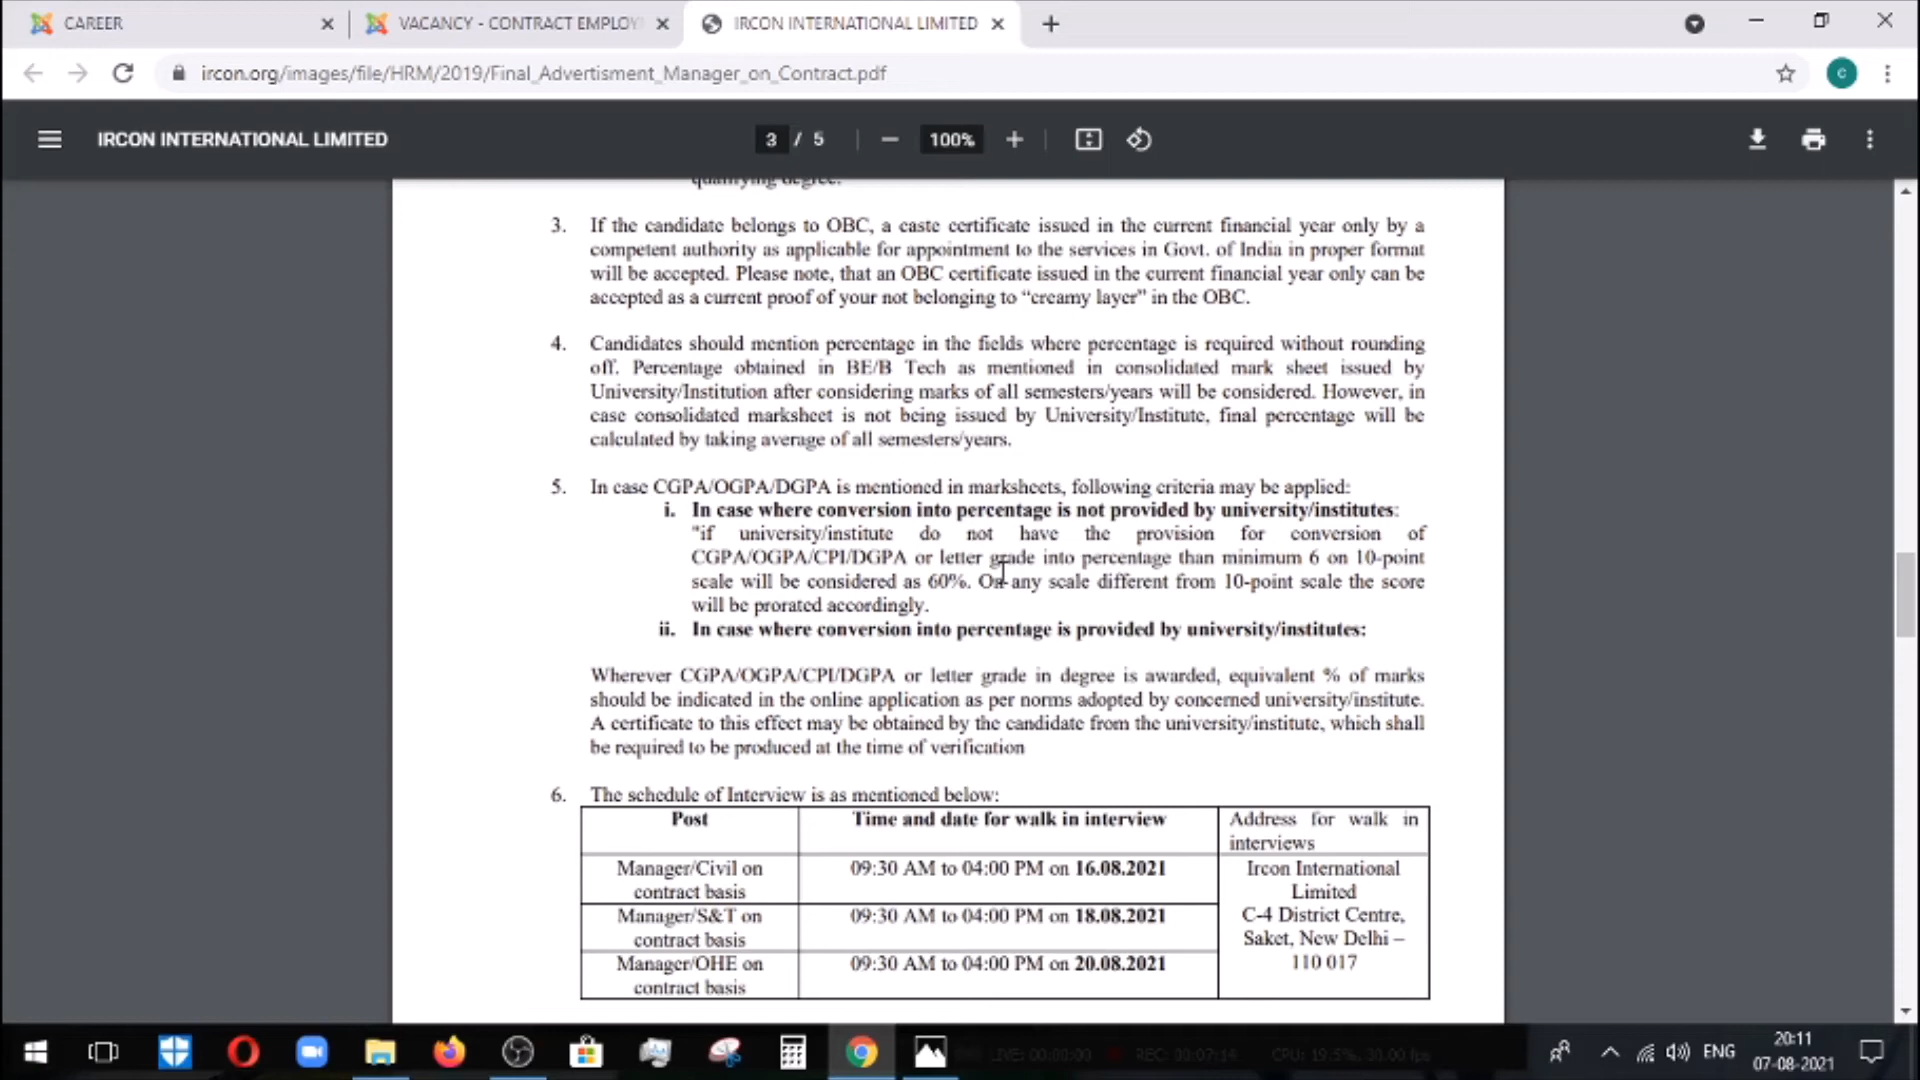 CAREER
VACANCY - CONTRACT EMPLOY
IRCON INTERNATIONAL LIMITED
ircon.org/images/file/HRM/2019/Final_Advertisment_Manager_on_Contract.pdf
C
IRCON INTERNATIONAL LIMITED
3 / 5
100%
qualifying degree.
3. If the candidate belongs to OBC, a caste certificate issued in the current financial year only by a
competent authority as applicable for appointment to the services in Govt. of India in proper format
will be accepted. Please note, that an OBC certificate issued in the current financial year only can be
accepted as a current proof of your not belonging to “creamy layer” in the OBC.
4. Candidates should mention percentage in the fields where percentage is required without rounding
off. Percentage obtained in BE/B Tech as mentioned in consolidated mark sheet issued by
University/Institution after considering marks of all semesters/years will be considered. However, in
case consolidated marksheet is not being issued by University/Institute, final percentage will be
calculated by taking average of all semesters/years.
5. In case CGPA/OGPA/DGPA is mentioned in marksheets, following criteria may be applied:
i. In case where conversion into percentage is not provided by university/institutes:
"if university/institute do not have the provision for conversion of
CGPA/OGPA/CPI/DGPA or letter grade into percentage than minimum 6 on 10-point
scale will be considered as 60%. On any scale different from 10-point scale the score
will be prorated accordingly.
ii. In case where conversion into percentage is provided by university/institutes:
Wherever CGPA/OGPA/CPI/DGPA or letter grade in degree is awarded, equivalent % of marks
should be indicated in the online application as per norms adopted by concerned university/institute.
A certificate to this effect may be obtained by the candidate from the university/institute, which shall
be required to be produced at the time of verification
6. The schedule of Interview is as mentioned below:
Post
Time and date for walk in interview
Address for walk in
interviews
Manager/Civil on
contract basis
09:30 AM to 04:00 PM on 16.08.2021
Manager/S&T on
contract basis
09:30 AM to 04:00 PM on 18.08.2021
Manager/OHE on
contract basis
09:30 AM to 04:00 PM on 20.08.2021
Ircon International
Limited
C-4 District Centre,
Saket, New Delhi –
110 017
LIVE: 00:00:00
REC: 00:07:14
CPU: 19.5%, 30.00 fps
ENG
20:11
07-08-2021